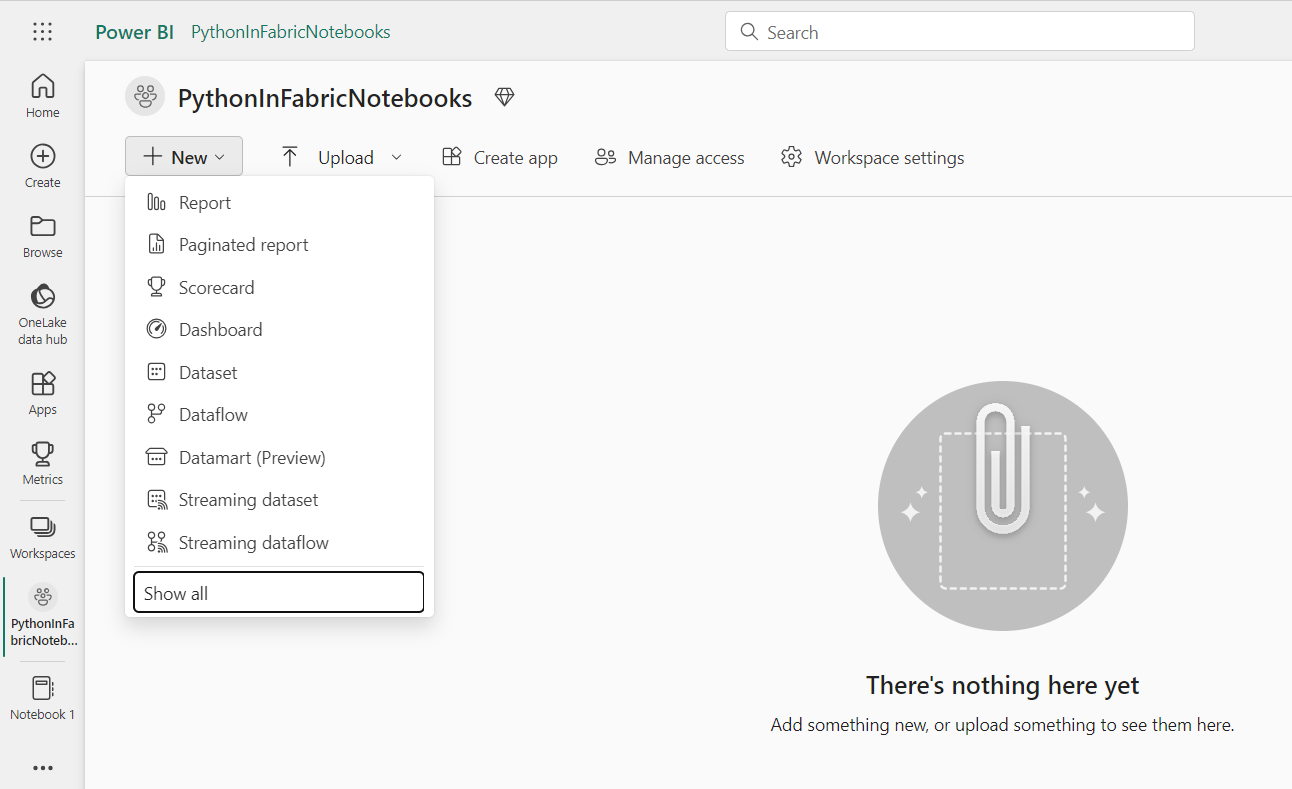 Power BI PythonInFabricNotebooks
Search
Home
Create
Browse
OneLake
data hub
Apps
Metrics
Workspaces
PythonInFa
bricNoteb...
Notebook 1
PythonInFabricNotebooks
New
Upload
Create app
Manage access
Workspace settings
Report
Paginated report
Scorecard
Dashboard
Dataset
Dataflow
Datamart (Preview)
Streaming dataset
Streaming dataflow
Show all
There's nothing here yet
Add something new, or upload something to see them here.